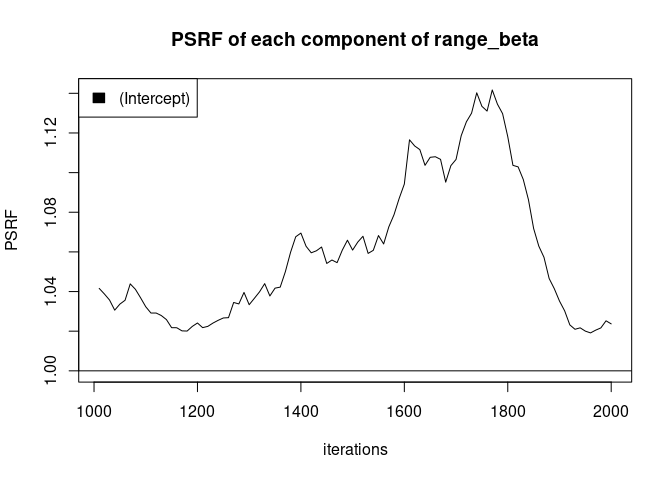 PSRF of each component of range_beta
(Intercept)
PSRF
1.12
1.08
1.04
1.00
1000 1200 1400 1600 1800 2000
iterations